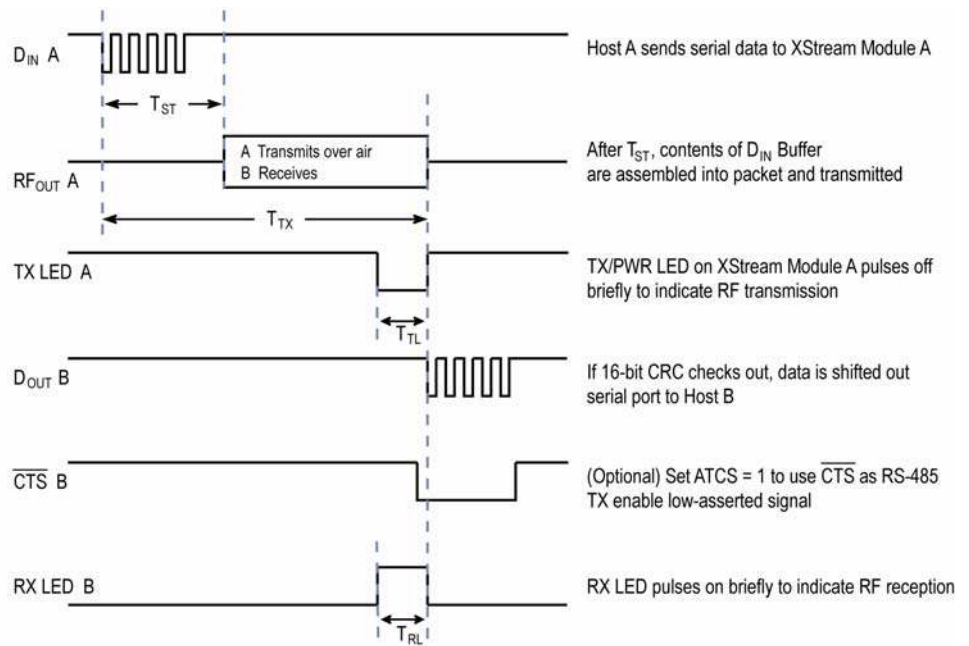 D_IN A
Host A sends serial data to XStream Module A
T_ST
A Transmits over air
B Receives
RF_OUT A
After T_ST, contents of D_IN Buffer
are assembled into packet and transmitted
T_TX
TX LED A
TX/PWR LED on XStream Module A pulses off
briefly to indicate RF transmission
T_TL
D_OUT B
If 16-bit CRC checks out, data is shifted out
serial port to Host B
C̅T̅S̅ B
(Optional) Set ATCS = 1 to use C̅T̅S̅ as RS-485
TX enable low-asserted signal
RX LED B
RX LED pulses on briefly to indicate RF reception
T_RL